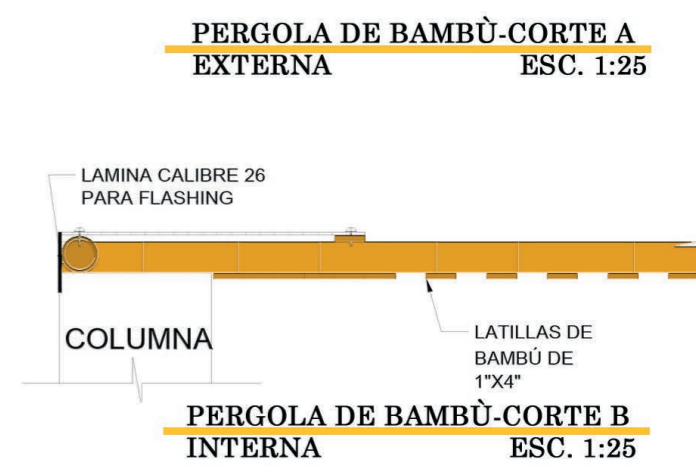 PERGOLA DE BAMBÙ-CORTE A
EXTERNA ESC. 1:25
LAMINA CALIBRE 26
PARA FLASHING
COLUMNA
LATILLAS DE
BAMBÚ DE
1"X4"
PERGOLA DE BAMBÙ-CORTE B
INTERNA ESC. 1:25